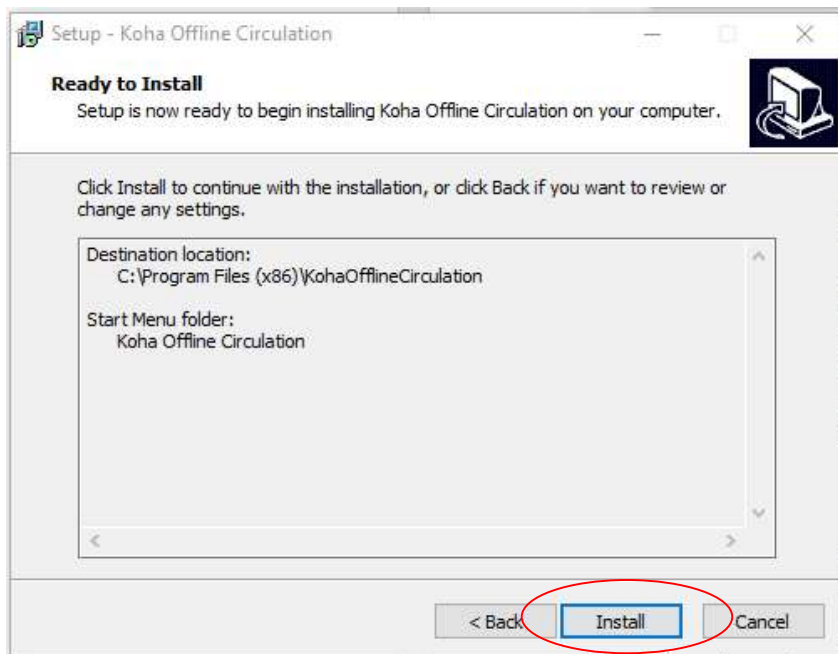 Setup - Koha Offline Circulation
Ready to Install
Setup is now ready to begin installing Koha Offline Circulation on your computer.
Click Install to continue with the installation, or click Back if you want to review or
change any settings.
Destination location:
C:\Program Files (x86)\KohaOfflineCirculation
Start Menu folder:
Koha Offline Circulation
< Back Install Cancel